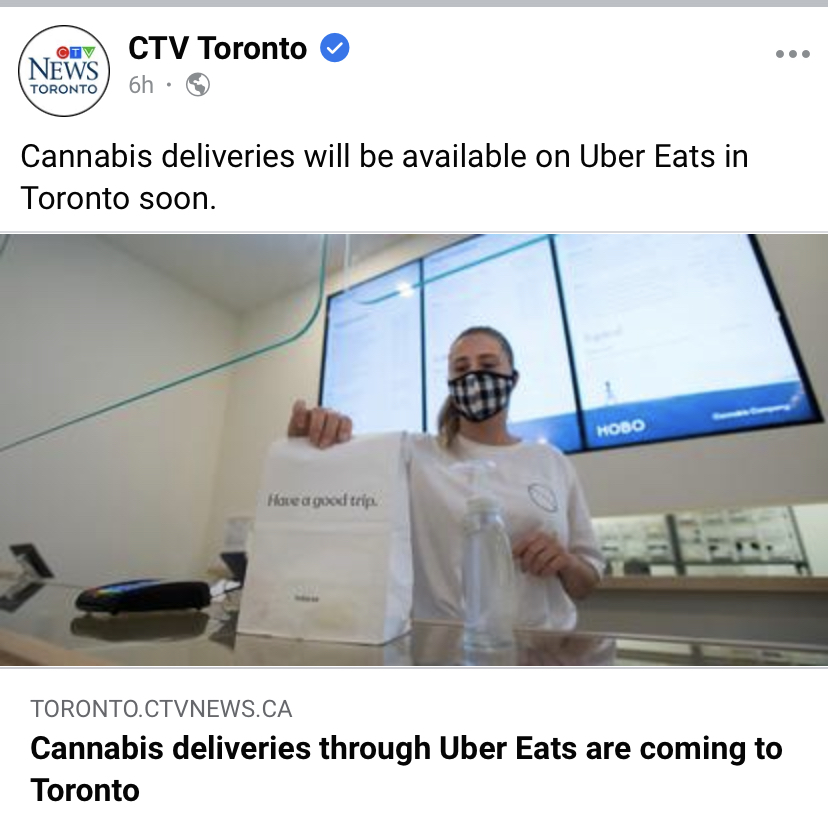 CTV
NEWS
TORONTO
CTV Toronto
6h ·
Cannabis deliveries will be available on Uber Eats in
Toronto soon.
HOBO
Cannabis Company
Have a good trip.
TORONTO.CTVNEWS.CA
Cannabis deliveries through Uber Eats are coming to
Toronto